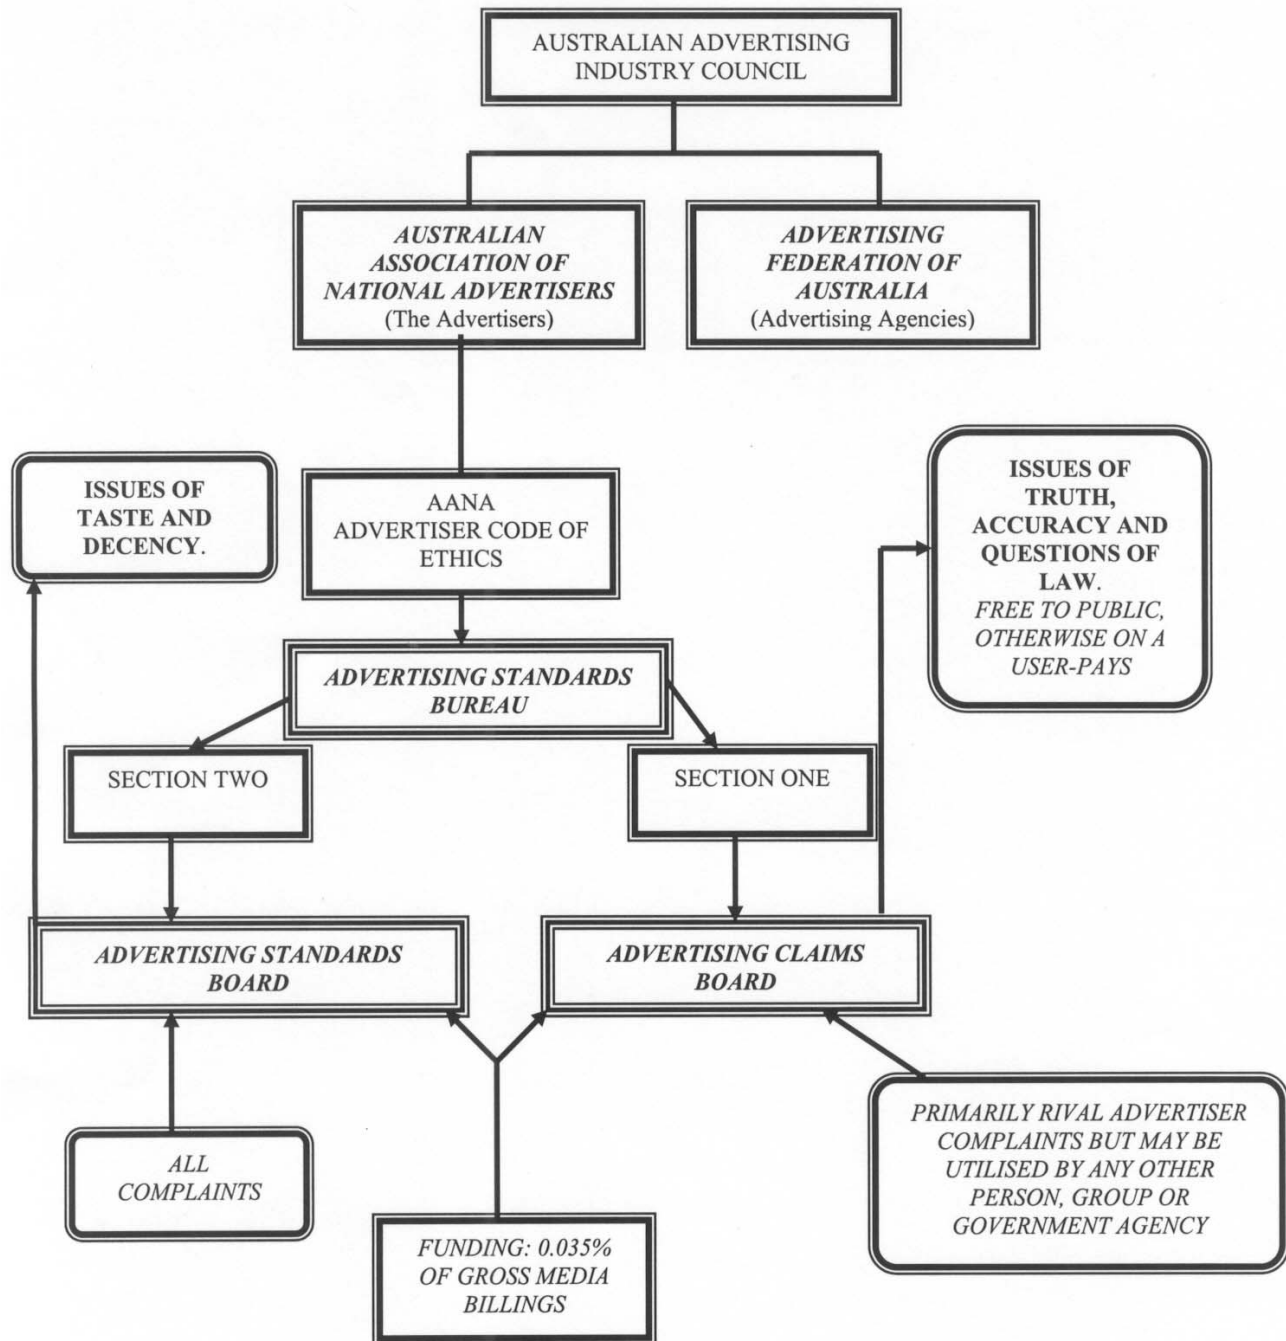 AUSTRALIAN ADVERTISING
INDUSTRY COUNCIL
AUSTRALIAN
ASSOCIATION OF
NATIONAL ADVERTISERS
(The Advertisers)
ADVERTISING
FEDERATION OF
AUSTRALIA
(Advertising Agencies)
ISSUES OF
TASTE AND
DECENCY.
AANA
ADVERTISER CODE OF
ETHICS
ISSUES OF
TRUTH,
ACCURACY AND
QUESTIONS OF
LAW.
FREE TO PUBLIC,
OTHERWISE ON A
USER-PAYS
ADVERTISING STANDARDS
BUREAU
SECTION TWO
SECTION ONE
ADVERTISING STANDARDS
BOARD
ADVERTISING CLAIMS
BOARD
ALL
COMPLAINTS
FUNDING: 0.035%
OF GROSS MEDIA
BILLINGS
PRIMARILY RIVAL ADVERTISER
COMPLAINTS BUT MAY BE
UTILISED BY ANY OTHER
PERSON, GROUP OR
GOVERNMENT AGENCY